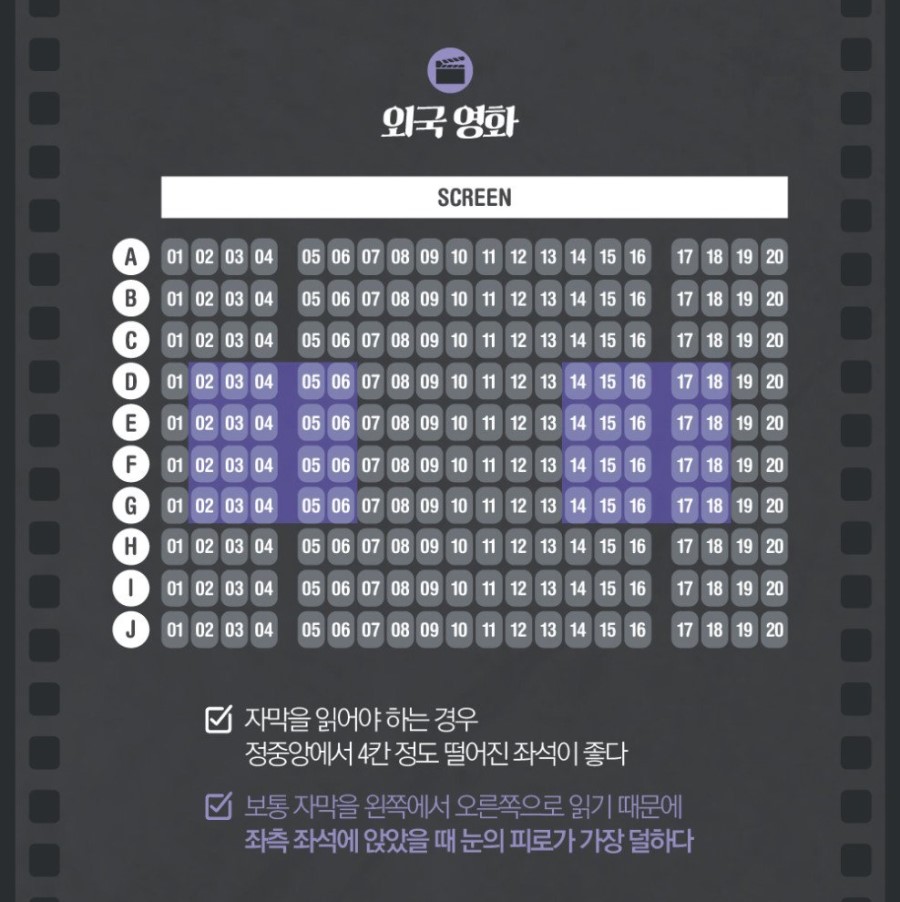 외국 영화
SCREEN
A 01 02 03 04 05 06 07 08 09 10 11 12 13 14 15 16 17 18 19 20
B 01 02 03 04 05 06 07 08 09 10 11 12 13 14 15 16 17 18 19 20
C 01 02 03 04 05 06 07 08 09 10 11 12 13 14 15 16 17 18 19 20
D 01 02 03 04 05 06 07 08 09 10 11 12 13 14 15 16 17 18 19 20
E 01 02 03 04 05 06 07 08 09 10 11 12 13 14 15 16 17 18 19 20
F 01 02 03 04 05 06 07 08 09 10 11 12 13 14 15 16 17 18 19 20
G 01 02 03 04 05 06 07 08 09 10 11 12 13 14 15 16 17 18 19 20
H 01 02 03 04 05 06 07 08 09 10 11 12 13 14 15 16 17 18 19 20
I 01 02 03 04 05 06 07 08 09 10 11 12 13 14 15 16 17 18 19 20
J 01 02 03 04 05 06 07 08 09 10 11 12 13 14 15 16 17 18 19 20
자막을 읽어야 하는 경우
정중앙에서 4칸 정도 떨어진 좌석이 좋다
보통 자막을 왼쪽에서 오른쪽으로 읽기 때문에
좌측 좌석에 앉았을 때 눈의 피로가 가장 덜하다